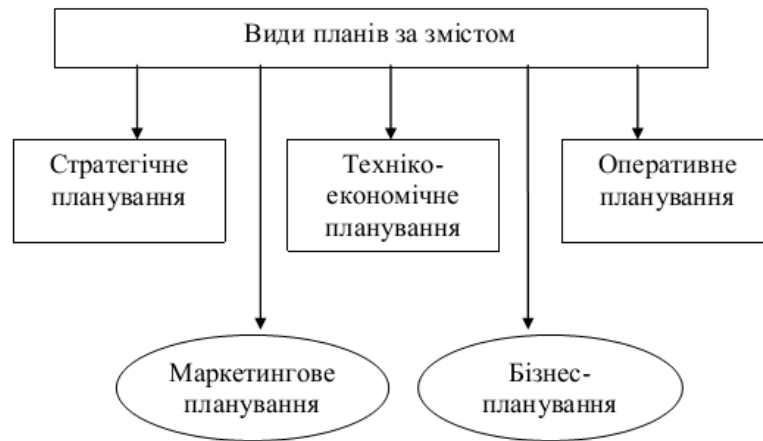 Види планів за змістом
Стратегічне
планування
Техніко-
економічне
планування
Оперативне
планування
Маркетингове
планування
Бізнес-
планування